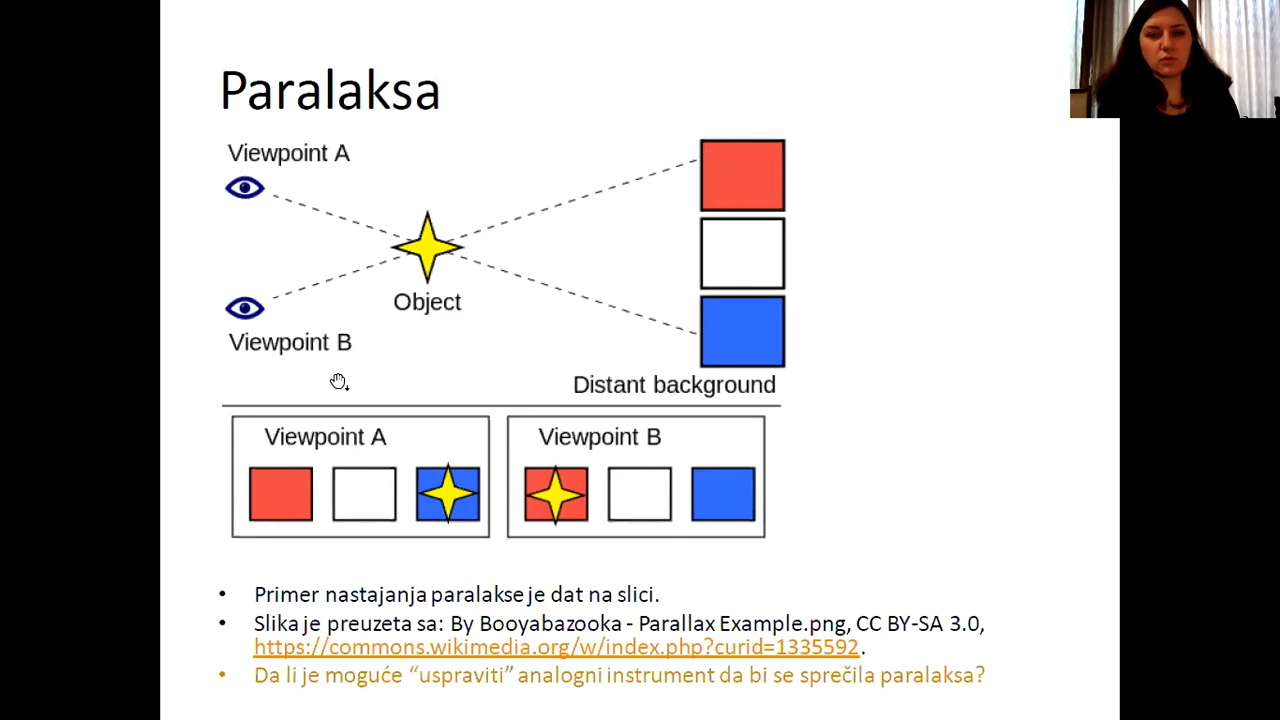 Paralaksa
Viewpoint A
Object
Viewpoint B
Distant background
Viewpoint A
Viewpoint B
• Primer nastajanja paralakse je dat na slici.
• Slika je preuzeta sa: By Booyabazooka - Parallax Example.png, CC BY-SA 3.0,
https://commons.wikimedia.org/w/index.php?curid=1335592.
• Da li je moguće “uspraviti” analogni instrument da bi se sprečila paralaksa?